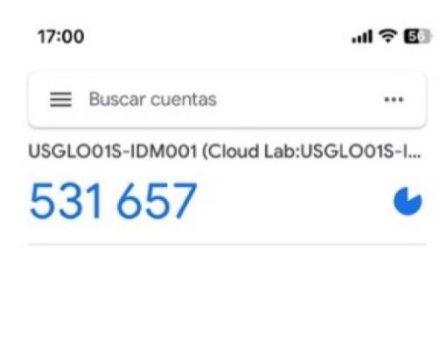 17:00
56
Buscar cuentas
USGLO01S-IDM001 (Cloud Lab:USGLO01S-I...
531 657